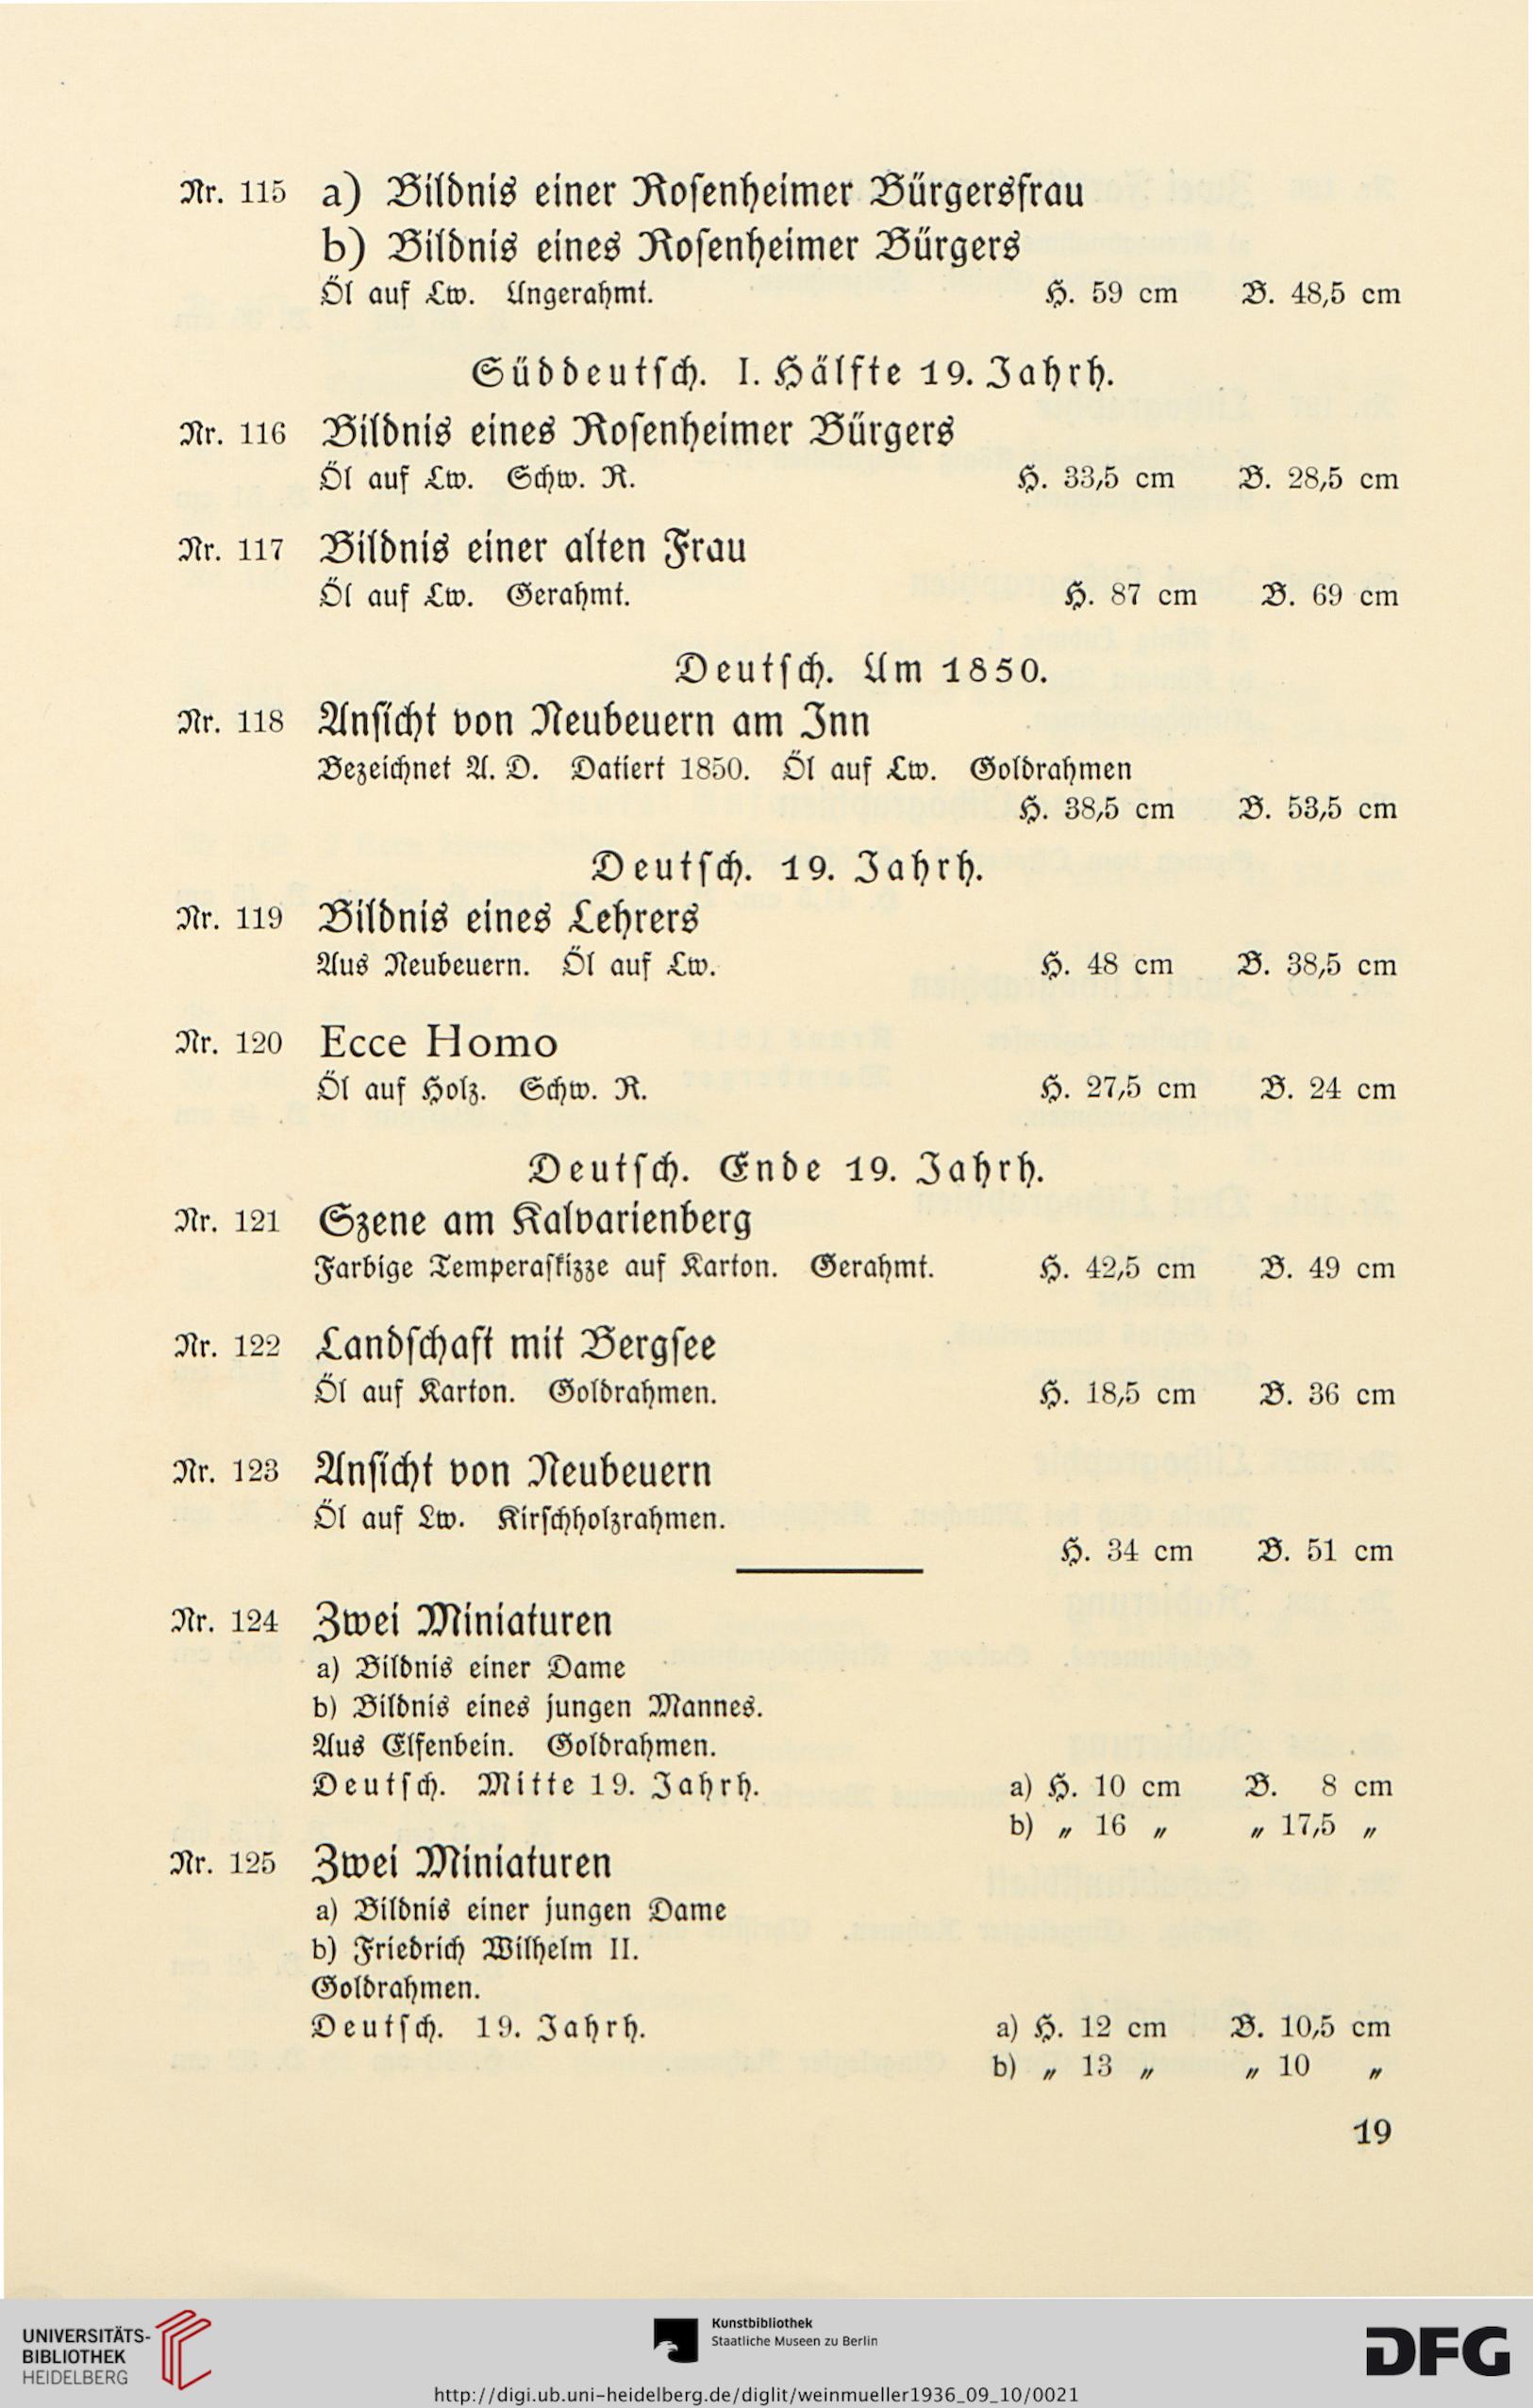 Nr. 115 a) Bildnis einer Roſenheimer Bürgersfrau
b) Bildnis eines Roſenheimer Bürgers
Öl auf Lw. Ungerahmt. H. 59 cm B. 48,5 cm
Süddeutſch. I. Hälfte 19. Jahrh.
Nr. 116 Bildnis eines Roſenheimer Bürgers
Öl auf Lw. Schw. R. H. 33,5 cm B. 28,5 cm
Nr. 117 Bildnis einer alten Frau
Öl auf Lw. Gerahmt. H. 87 cm B. 69 cm
Deutſch. Um 1850.
Nr. 118 Anſicht von Neubeuern am Inn
Bezeichnet A. D. Datiert 1850. Öl auf Lw. Goldrahmen
H. 38,5 cm B. 53,5 cm
Deutſch. 19. Jahrh.
Nr. 119 Bildnis eines Lehrers
Aus Neubeuern. Öl auf Lw. H. 48 cm B. 38,5 cm
Nr. 120 Ecce Homo
Öl auf Holz. Schw. R. H. 27,5 cm B. 24 cm
Deutſch. Ende 19. Jahrh.
Nr. 121 Szene am Kalvarienberg
Farbige Temperaſkizze auf Karton. Gerahmt. H. 42,5 cm B. 49 cm
Nr. 122 Landſchaft mit Bergſee
Öl auf Karton. Goldrahmen. H. 18,5 cm B. 36 cm
Nr. 123 Anſicht von Neubeuern
Öl auf Lw. Kirſchholzrahmen.
H. 34 cm B. 51 cm
Nr. 124 Zwei Miniaturen
a) Bildnis einer Dame
b) Bildnis eines jungen Mannes.
Aus Elfenbein. Goldrahmen.
Deutſch. Mitte 19. Jahrh. a) H. 10 cm B. 8 cm
b) „ 16 „ „ 17,5 „
Nr. 125 Zwei Miniaturen
a) Bildnis einer jungen Dame
b) Friedrich Wilhelm II.
Goldrahmen.
Deutſch. 19. Jahrh. a) H. 12 cm B. 10,5 cm
b) „ 13 „ „ 10 „
19
UNIVERSITÄTS-
BIBLIOTHEK
HEIDELBERG
Kunstbibliothek
Staatliche Museen zu Berlin
DFG
http://digi.ub.uni-heidelberg.de/diglit/weinmueller1936_09_10/0021